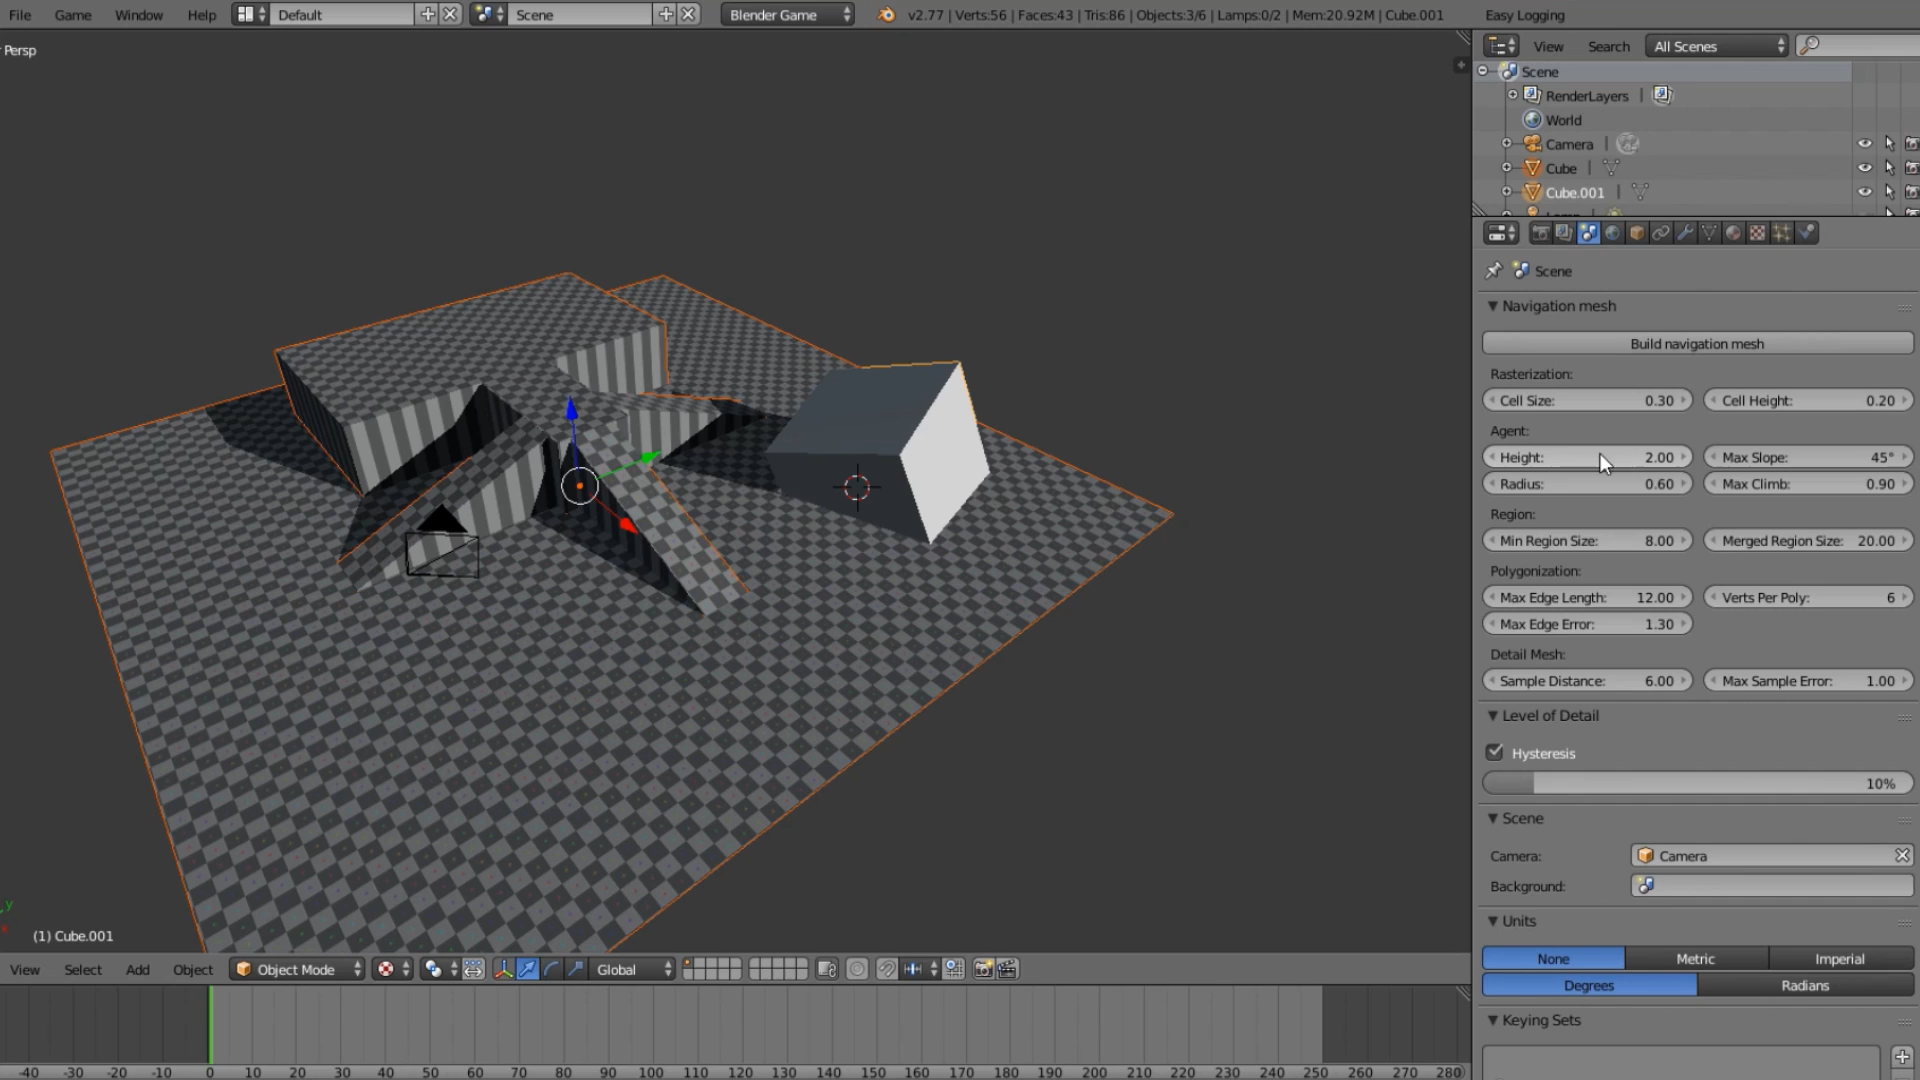 File Game Window Help Default Scene Blender Game v2.77 | Verts:56 | Faces:43 | Tris:86 | Objects:3/6 | Lamps:0/2 | Mem:20.92M | Cube.001 Easy Logging
Persp
View Search All Scenes
Scene
RenderLayers
World
Camera
Cube
Cube.001
Scene
Navigation mesh
Build navigation mesh
Rasterization:
Cell Size: 0.30 Cell Height: 0.20
Agent:
Height: 2.00 Max Slope: 45°
Radius: 0.60 Max Climb: 0.90
Region:
Min Region Size: 8.00 Merged Region Size: 20.00
Polygonization:
Max Edge Length: 12.00 Verts Per Poly: 6
Max Edge Error: 1.30
Detail Mesh:
Sample Distance: 6.00 Max Sample Error: 1.00
Level of Detail
Hysteresis
10%
Scene
Camera: Camera
Background:
Units
None Metric Imperial
Degrees Radians
Keying Sets
y
(1) Cube.001
View Select Add Object Object Mode Global
-40 -30 -20 -10 0 10 20 30 40 50 60 70 80 90 100 110 120 130 140 150 160 170 180 190 200 210 220 230 240 250 260 270 280